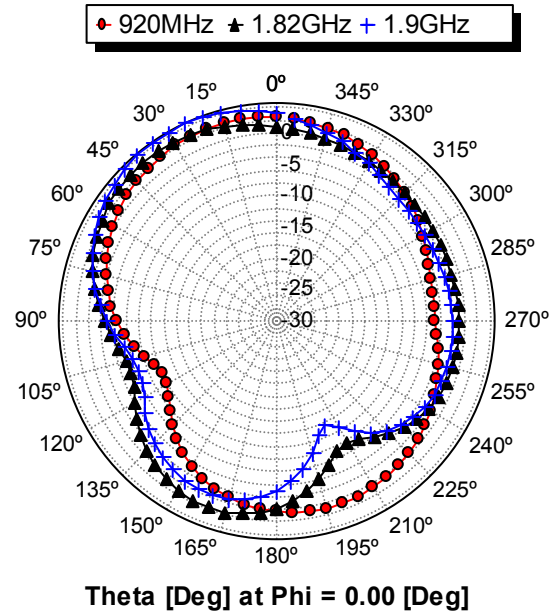 920MHz 1.82GHz 1.9GHz
0º
15º
345º
30º
330º
45º
315º
60º
300º
75º
285º
90º
270º
105º
255º
120º
240º
135º
225º
150º
210º
165º
195º
180º
0
-5
-10
-15
-20
-25
-30
Theta [Deg] at Phi = 0.00 [Deg]